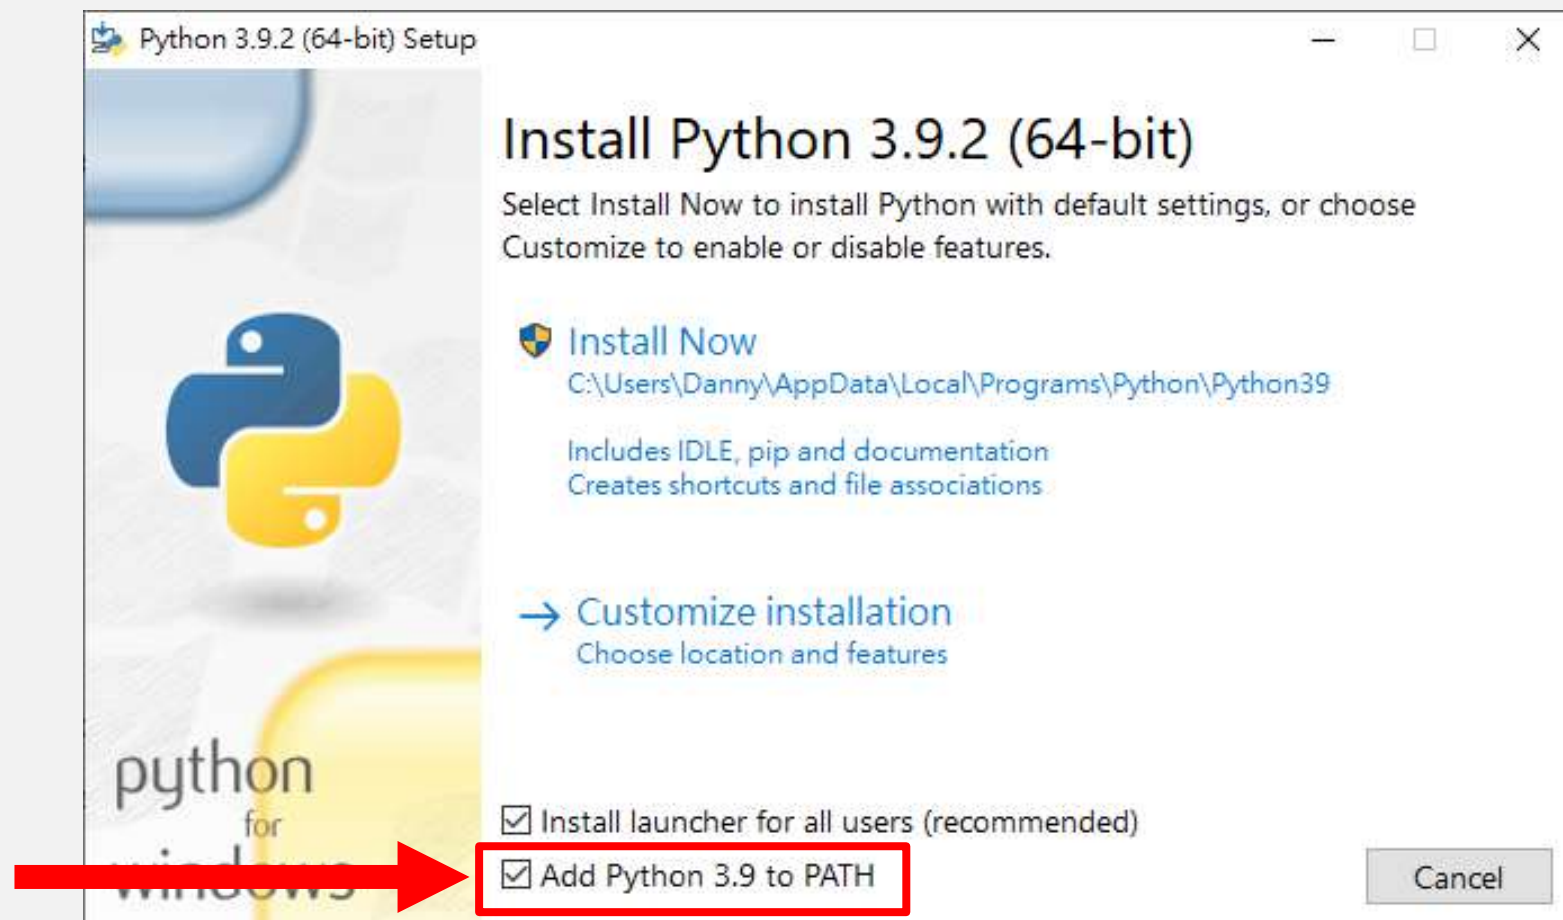 Python 3.9.2 (64-bit) Setup
Install Python 3.9.2 (64-bit)
Select Install Now to install Python with default settings, or choose
Customize to enable or disable features.
Install Now
C:\Users\Danny\AppData\Local\Programs\Python\Python39
Includes IDLE, pip and documentation
Creates shortcuts and file associations
Customize installation
Choose location and features
python
for
windows
Install launcher for all users (recommended)
Add Python 3.9 to PATH
Cancel